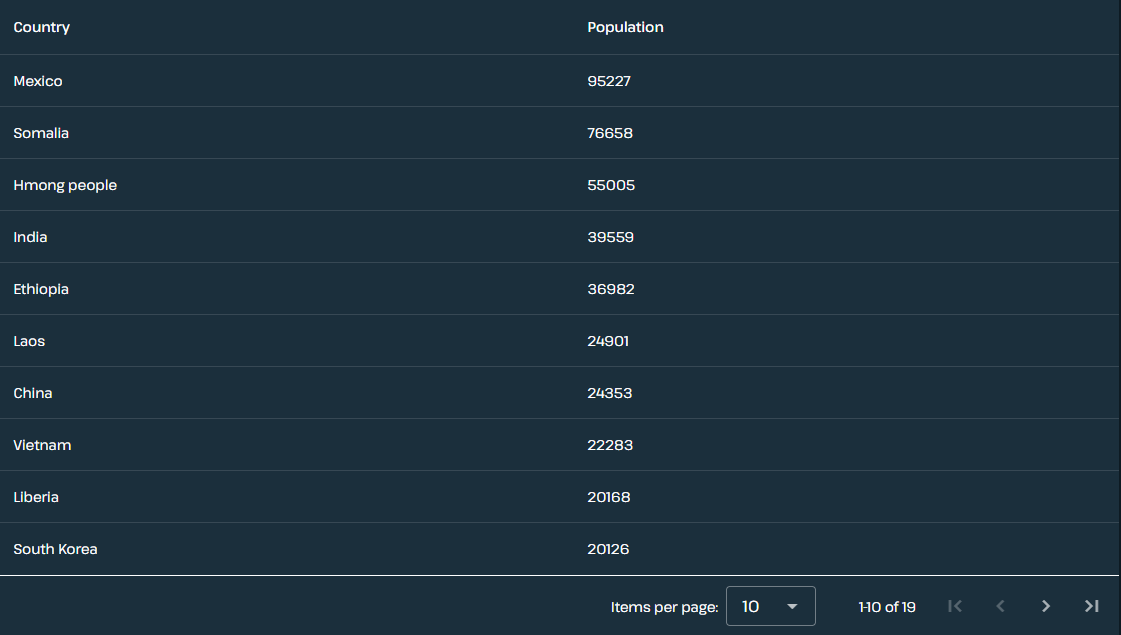 Country Population
Mexico 95227
Somalia 76658
Hmong people 55005
India 39559
Ethiopia 36982
Laos 24901
China 24353
Vietnam 22283
Liberia 20168
South Korea 20126
Items per page: 10 1-10 of 19